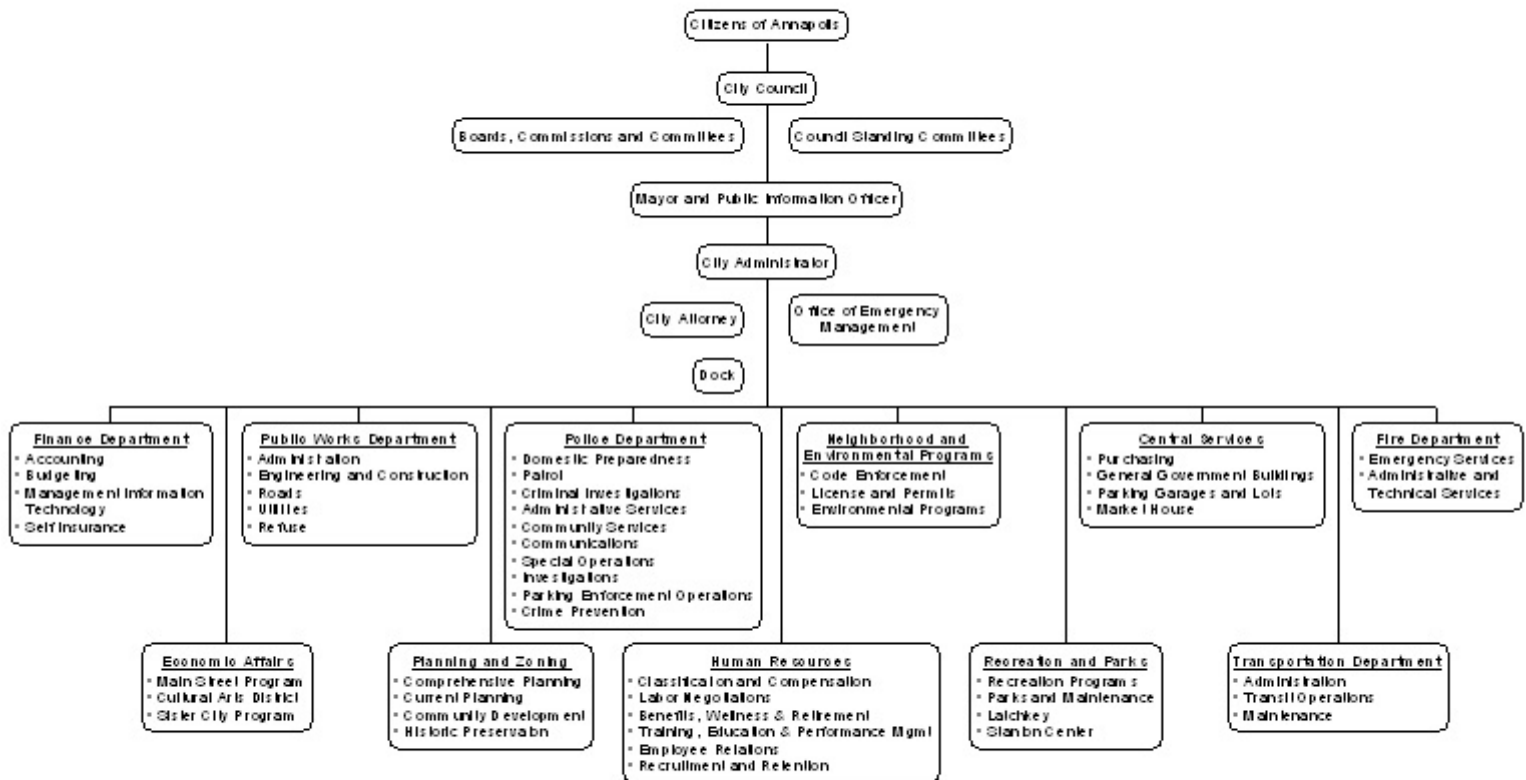 Citizens of Annapolis
City Council
Boards, Commissions and Committees
Council Standing Committees
Mayor and Public Information Officer
City Administrator
City Attorney
Office of Emergency
Management
Dock
Finance Department
• Accounting
• Budgeting
• Management Information
Technology
• Self Insurance
Public Works Department
• Administration
• Engineering and Construction
• Roads
• Utilities
• Refuse
Police Department
• Domestic Preparedness
• Patrol
• Criminal Investigations
• Administrative Services
• Community Services
• Communications
• Special Operations
• Investigations
• Parking Enforcement Operations
• Crime Prevention
Neighborhood and
Environmental Programs
• Code Enforcement
• License and Permits
• Environmental Programs
Central Services
• Purchasing
• General Government Buildings
• Parking Garages and Lots
• Market House
Fire Department
• Emergency Services
• Administrative and
Technical Services
Economic Affairs
• Main Street Program
• Cultural Arts District
• Sister City Program
Planning and Zoning
• Comprehensive Planning
• Current Planning
• Community Development
• Historic Preservation
Human Resources
• Classification and Compensation
• Labor Negotiations
• Benefits, Wellness & Retirement
• Training, Education & Performance Mgmt
• Employee Relations
• Recruitment and Retention
Recreation and Parks
• Recreation Programs
• Parks and Maintenance
• Latchkey
• Stanton Center
Transportation Department
• Administration
• Transit Operations
• Maintenance